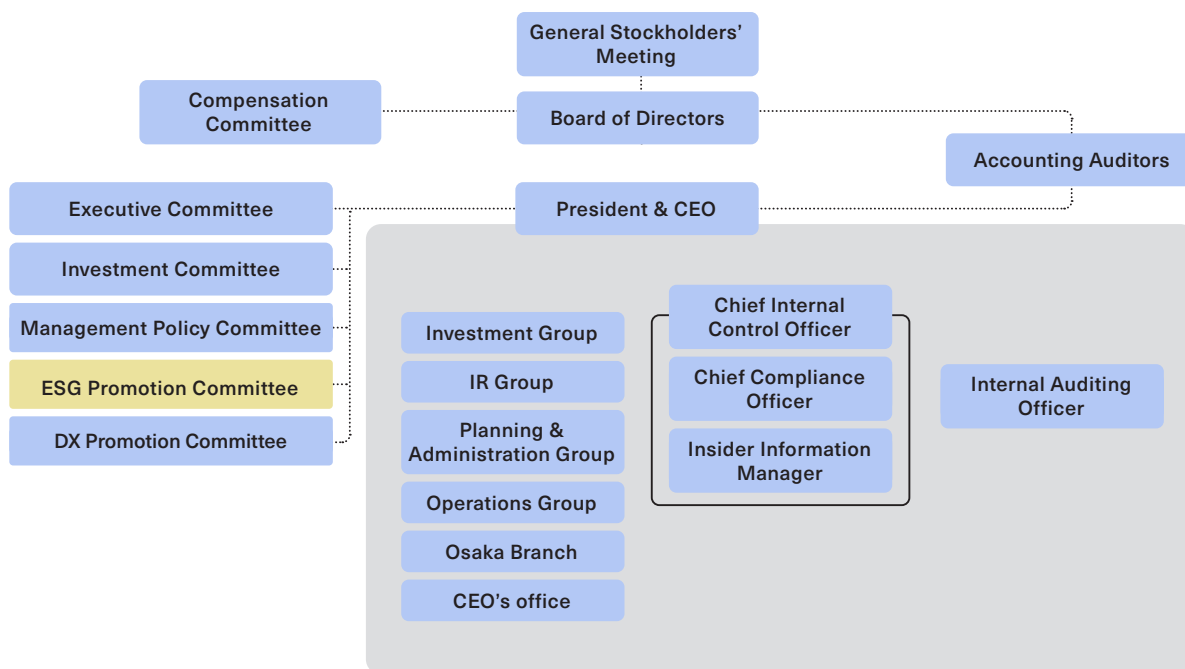 General Stockholders’
Meeting
Compensation
Committee
Board of Directors
Accounting Auditors
Executive Committee
President & CEO
Investment Committee
Management Policy Committee
ESG Promotion Committee
DX Promotion Committee
Investment Group
IR Group
Planning &
Administration Group
Operations Group
Osaka Branch
CEO’s office
Chief Internal
Control Officer
Chief Compliance
Officer
Insider Information
Manager
Internal Auditing
Officer